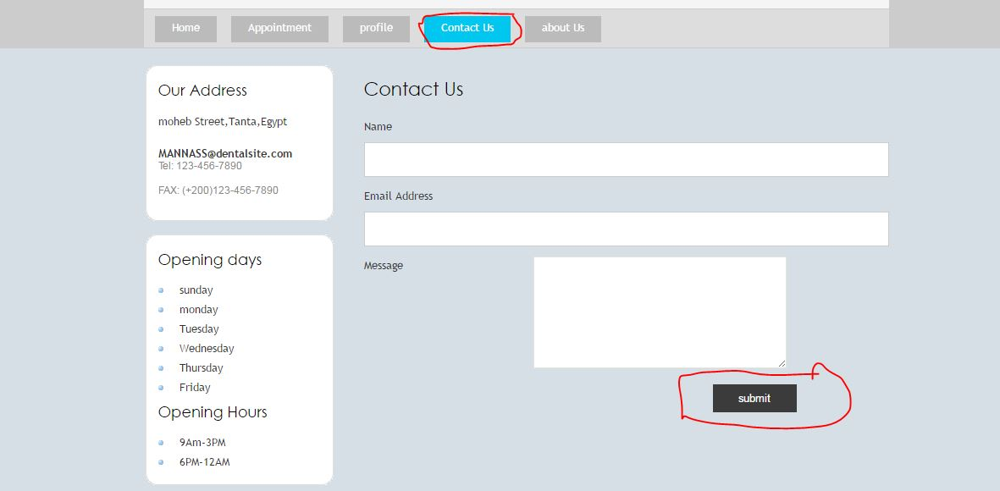 Home
Appointment
profile
Contact Us
about Us
Our Address
moheb Street,Tanta,Egypt
MANNASS@dentalsite.com
Tel: 123-456-7890
FAX: (+200)123-456-7890
Opening days
sunday
monday
Tuesday
Wednesday
Thursday
Friday
Opening Hours
9Am-3PM
6PM-12AM
Contact Us
Name
Email Address
Message
submit